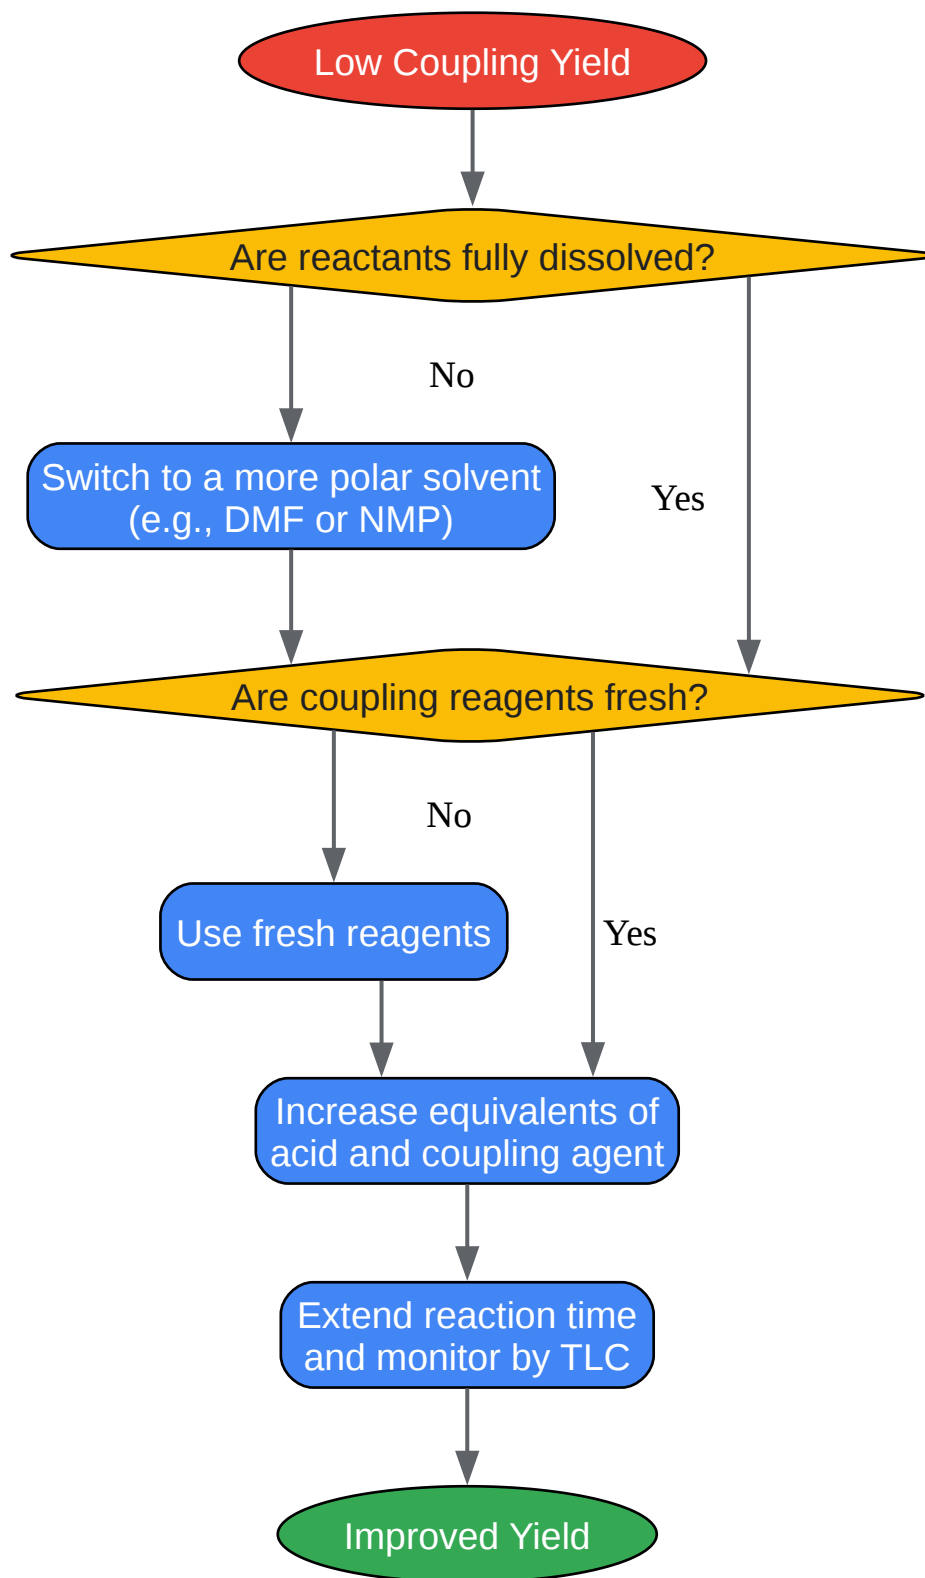 Low Coupling Yield
Are reactants fully dissolved?
No
Switch to a more polar solvent
(e.g., DMF or NMP)
Yes
Are coupling reagents fresh?
No
Use fresh reagents
Yes
Increase equivalents of
acid and coupling agent
Extend reaction time
and monitor by TLC
Improved Yield